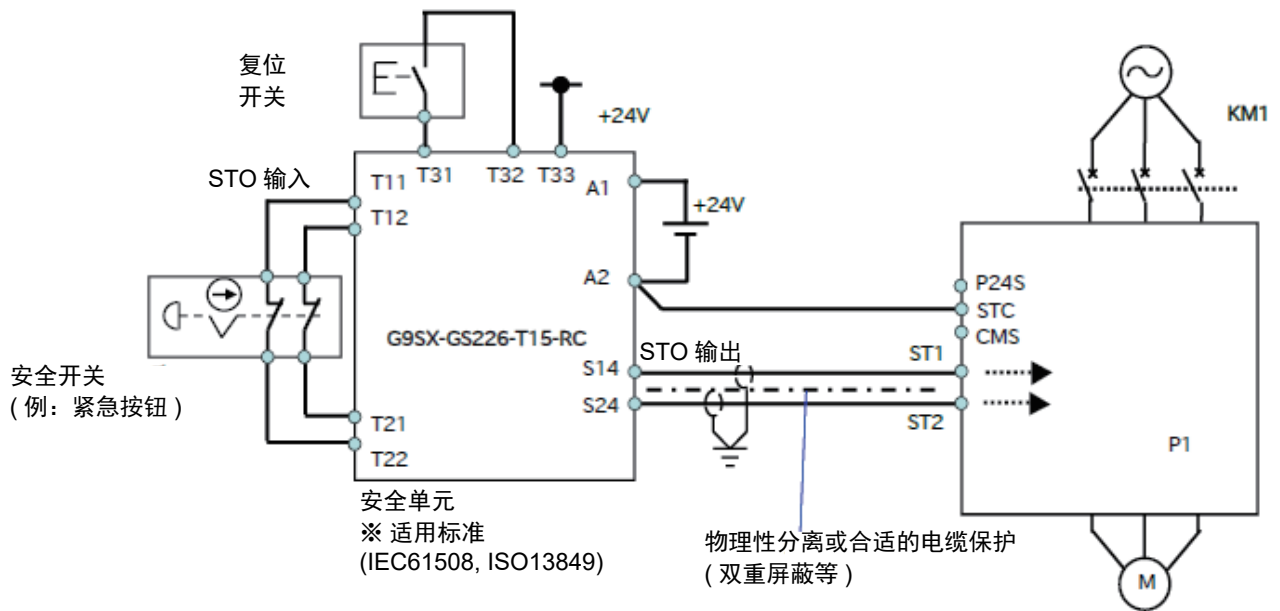 复位
开关
+24V
KM1
STO 输入
T11
T31
T32
T33
A1
T12
+24V
A2
P24S
STC
CMS
G9SX-GS226-T15-RC
STO 输出
S14
ST1
S24
ST2
安全开关
( 例：紧急按钮 )
T21
T22
P1
安全单元
※ 适用标准
(IEC61508, ISO13849)
物理性分离或合适的电缆保护
( 双重屏蔽等 )
M